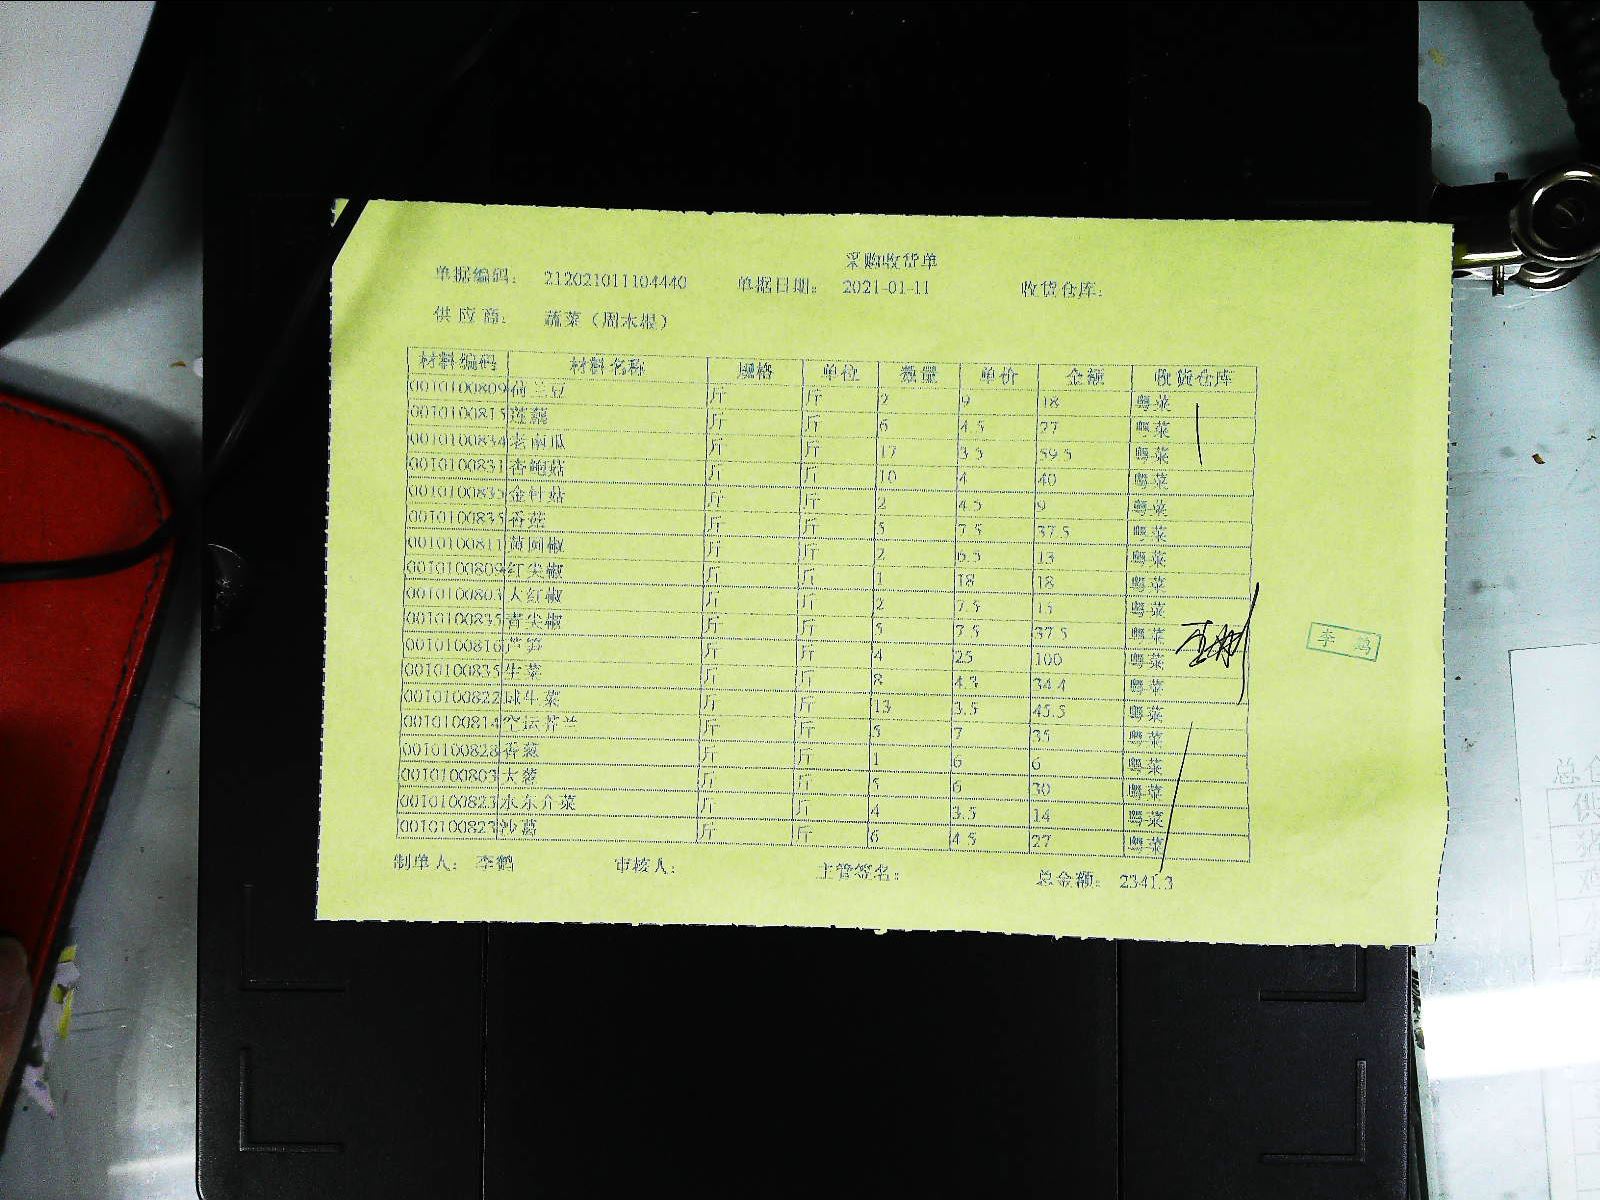 采购收货单
单据编码： 212021011104440 单据日期： 2021-01-11 收货仓库：
供应商： 蔬菜（周木根）
材料编码 材料名称 规格 单位 数量 单价 金额 收货仓库
0010100809 荷兰豆 斤 斤 2 9 18 粤菜
0010100815 莲藕 斤 斤 6 4.5 27 粤菜
0010100834 老南瓜 斤 斤 17 3.5 59.5 粤菜
0010100831 杏鲍菇 斤 斤 10 4 40 粤菜
0010100835 金针菇 斤 斤 2 4.5 9 粤菜
0010100835 香菇 斤 斤 5 7.5 37.5 粤菜
0010100811 黄圆椒 斤 斤 2 6.5 13 粤菜
0010100809 红尖椒 斤 斤 1 18 18 粤菜
0010100803 大红椒 斤 斤 2 7.5 15 粤菜
0010100835 青尖椒 斤 斤 5 7.5 37.5 粤菜
0010100816 芦笋 斤 斤 4 25 100 粤菜
0010100835 生菜 斤 斤 8 4.3 34.4 粤菜
0010100822 球生菜 斤 斤 13 3.5 45.5 粤菜
0010100814 空运芥兰 斤 斤 5 7 35 粤菜
0010100828 香葱 斤 斤 1 6 6 粤菜
0010100803 大葱 斤 斤 5 6 30 粤菜
0010100823 水东介菜 斤 斤 4 3.5 14 粤菜
0010100823 沙葛 斤 斤 6 4.5 27 粤菜
制单人： 李鹤 审核人： 主管签名： 总金额： 2341.3